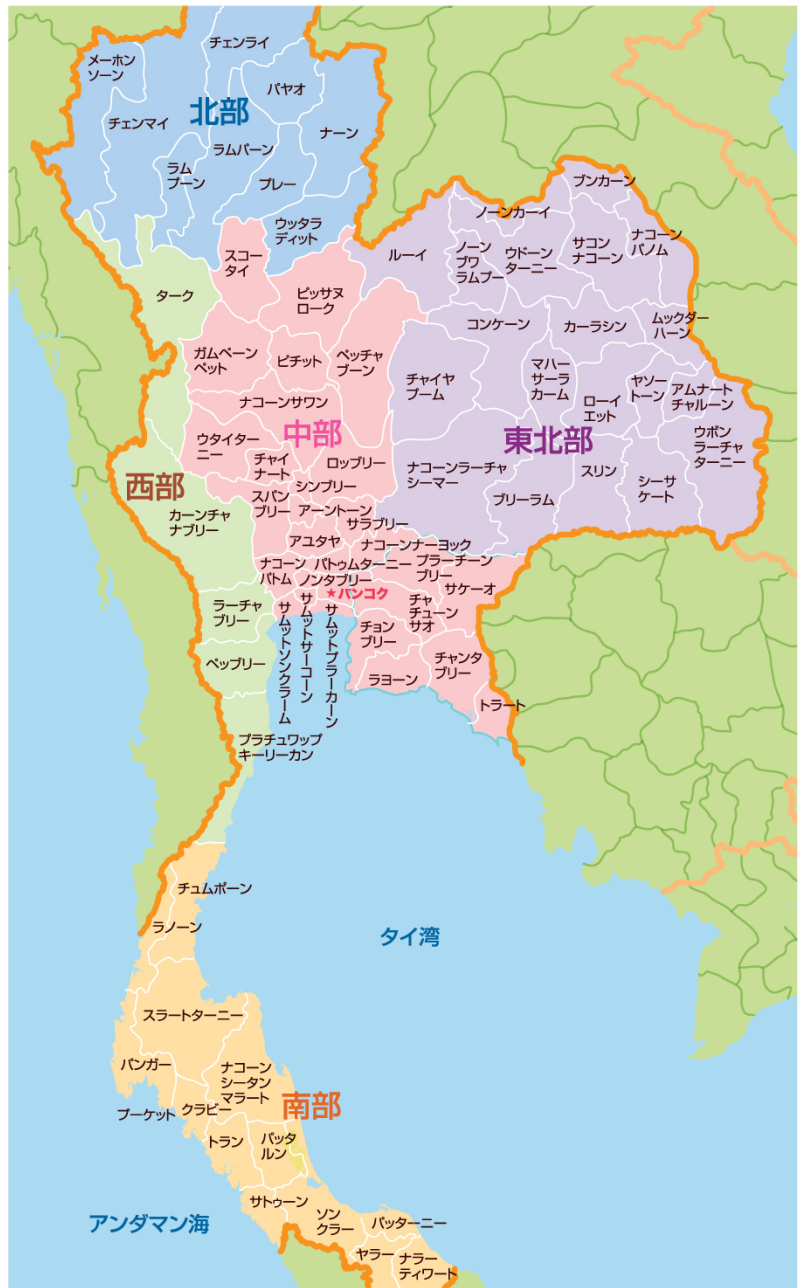 チェンライ
メーホン
ソーン
パヤオ
北部
チェンマイ
ナーン
ラムパーン
ラム
プーン
プレー
ウッタラ
ディット
ブンカーン
ノーンカーイ
スコー
タイ
ルーイ
ノーン
ブワ
ラムプー
ウドーン
ターニー
サコン
ナコーン
ナコーン
パノム
ターク
ピッサヌ
ローク
コンケーン
カーラシン
ムックダー
ハーン
ガムペーン
ペット
ピチット
ペッチャ
ブーン
チャイヤ
プーム
マハー
サーラ
カーム
ローイ
エット
ヤソー
トーン
アムナート
チャルーン
ナコーンサワン
中部
東北部
ウボン
ラーチャ
ターニー
ウタイター
ニー
チャイ
ナート
ロッブリー
ナコーンラーチャ
シーマー
スリン
シーサ
ケート
西部
シンブリー
スパン
ブリー
アーントーン
ブリーラム
カーンチャ
ナブリー
サラブリー
アユタヤ
ナコーンナーヨック
ナコーン
パトム
パトゥムターニー
プラーチーン
ブリー
ノンタブリー
サケーオ
★バンコク
ラーチャ
ブリー
サムットソンクラーム
サムットサーコーン
サムットプラーカーン
チャ
チューン
サオ
チョン
ブリー
ペッブリー
チャンタ
ブリー
ラヨーン
トラート
プラチュワップ
キーリーカン
チュムポーン
ラノーン
タイ湾
スラートターニー
パンガー
ナコーン
シータン
マラート
プーケット
クラビー
南部
トラン
パッタ
ルン
サトゥーン
アンダマン海
ソン
クラー
パッターニー
ヤラー
ナラー
ティワート